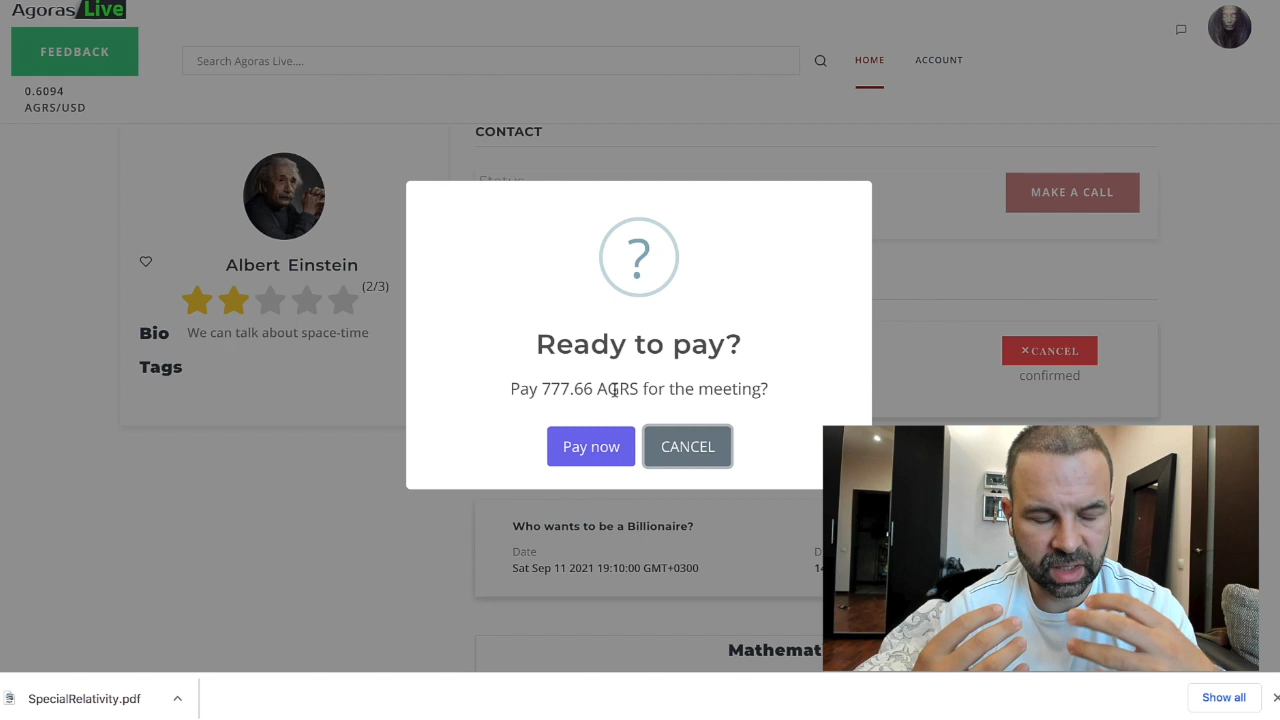 Agoras Live
FEEDBACK
Search Agoras Live....
HOME
ACCOUNT
0.6094
AGRS/USD
CONTACT
Status
MAKE A CALL
Albert Einstein
(2/3)
Bio We can talk about space-time
Tags
?
Ready to pay?
Pay 777.66 AGRS for the meeting?
Pay now
CANCEL
×CANCEL
confirmed
Who wants to be a Billionaire?
Date
Sat Sep 11 2021 19:10:00 GMT+0300
SpecialRelativity.pdf
Show all